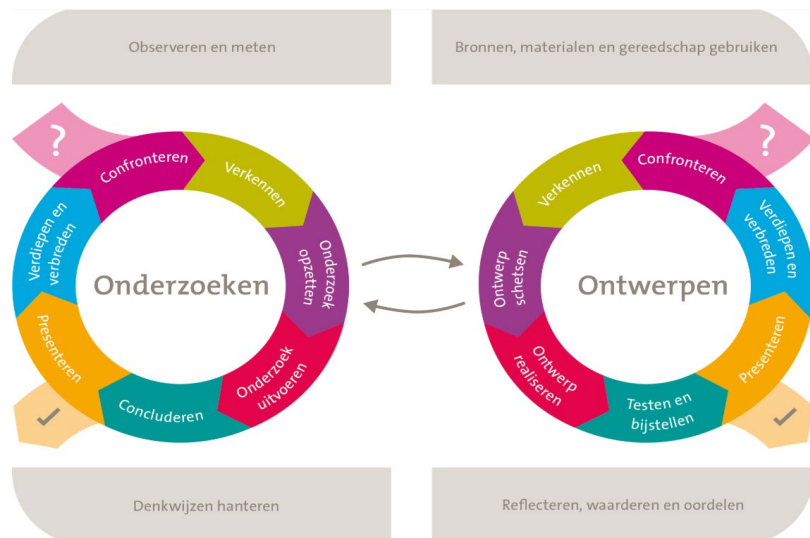 Observeren en meten
Bronnen, materialen en gereedschap gebruiken
?
Confronteren
Verkennen
Onderzoek
opzetten
Onderzoek
uitvoeren
Concluderen
Presenteren
Verdiepen en
verbreden
Onderzoeken
?
Confronteren
Verkennen
Ontwerp
schetsen
Ontwerp
realiseren
Testen en
bijstellen
Presenteren
Verdiepen en
verbreden
Ontwerpen
Denkwijzen hanteren
Reflecteren, waarderen en oordelen